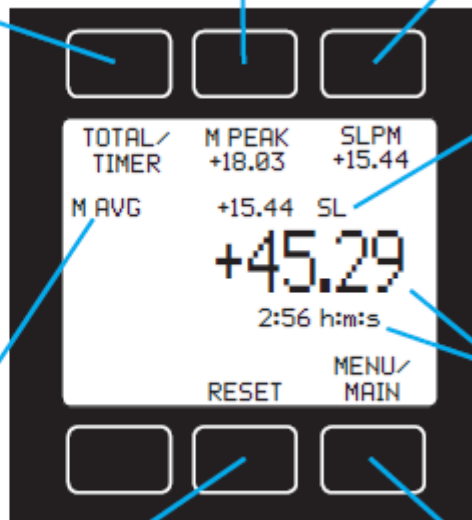 TOTAL/ M PEAK SLPM
TIMER +18.03 +15.44
M AVG +15.44 SL
+45.29
2:56 h:m:s
MENU/
RESET MAIN